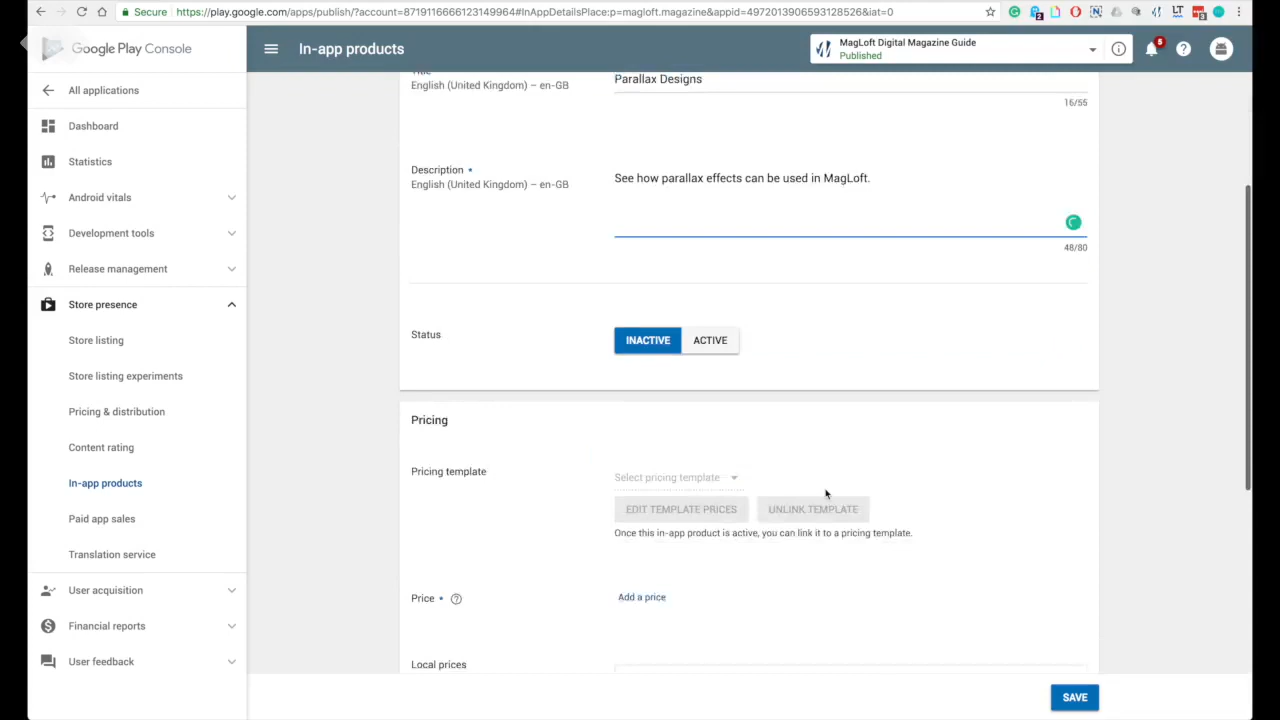 Secure
https://play.google.com/apps/publish/?account=8719116666123149964#InAppDetailsPlace:p=magloft.magazine&appid=4972013906593128526&iat=0
Google Play Console
In-app products
MagLoft Digital Magazine Guide
Published
5
All applications
Dashboard
Statistics
Android vitals
Development tools
Release management
Store presence
Store listing
Store listing experiments
Pricing & distribution
Content rating
In-app products
Paid app sales
Translation service
User acquisition
Financial reports
User feedback
Title
English (United Kingdom) – en-GB
Parallax Designs
16/55
Description
English (United Kingdom) – en-GB
See how parallax effects can be used in MagLoft.
48/80
Status
INACTIVE
ACTIVE
Pricing
Pricing template
Select pricing template
EDIT TEMPLATE PRICES
UNLINK TEMPLATE
Once this in-app product is active, you can link it to a pricing template.
Price
Add a price
Local prices
SAVE